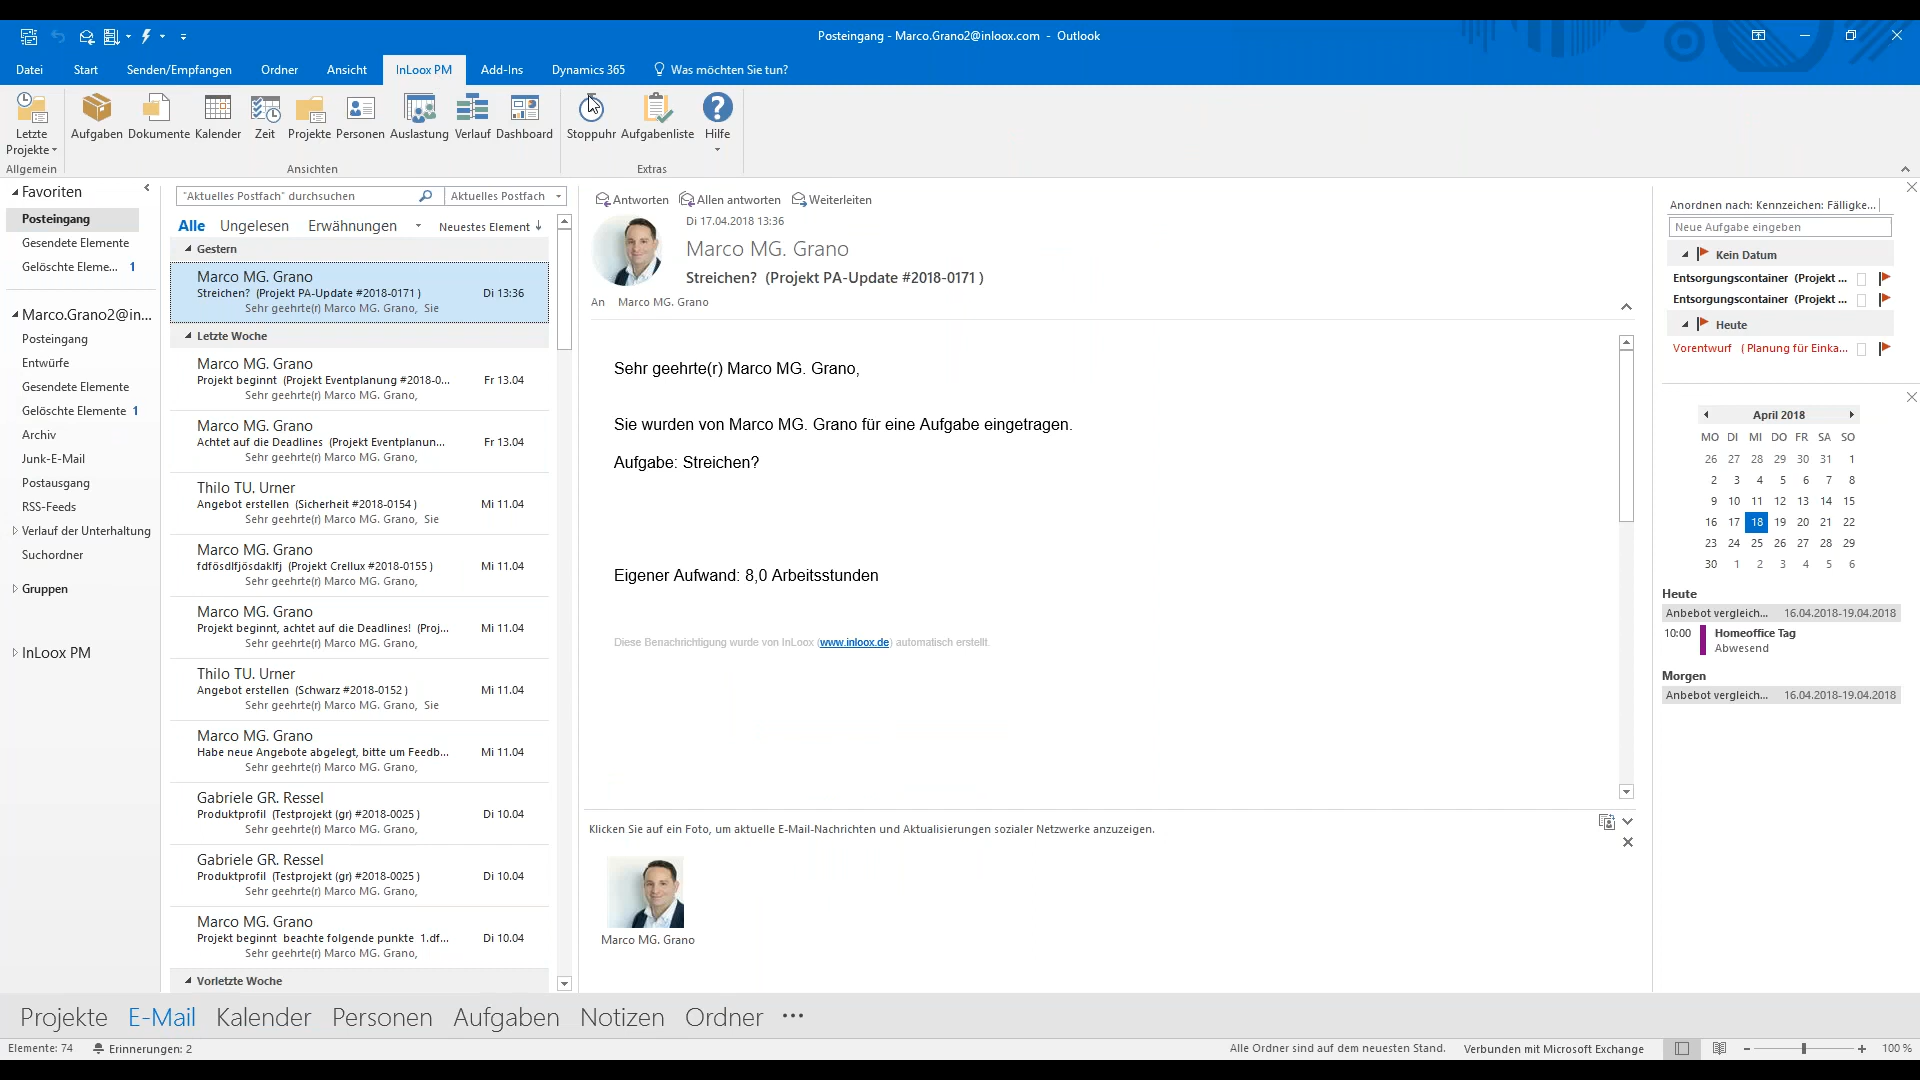 Posteingang - Marco.Grano2@inloox.com - Outlook
Datei Start Senden/Empfangen Ordner Ansicht InLoox PM Add-Ins Dynamics 365 Was möchten Sie tun?
Letzte Projekte Aufgaben Dokumente Kalender Zeit Projekte Personen Auslastung Verlauf Dashboard Stoppuhr Aufgabenliste Hilfe
Allgemein Ansichten Extras
Favoriten
Posteingang
Gesendete Elemente
Gelöschte Eleme... 1
Marco.Grano2@in...
Posteingang
Entwürfe
Gesendete Elemente
Gelöschte Elemente 1
Archiv
Junk-E-Mail
Postausgang
RSS-Feeds
Verlauf der Unterhaltung
Suchordner
Gruppen
InLoox PM
"Aktuelles Postfach" durchsuchen Aktuelles Postfach
Alle Ungelesen Erwähnungen Neuestes Element ↓
Gestern
Marco MG. Grano
Streichen? (Projekt PA-Update #2018-0171 ) Di 13:36
Sehr geehrte(r) Marco MG. Grano, Sie
Letzte Woche
Marco MG. Grano
Projekt beginnt (Projekt Eventplanung #2018-0... Fr 13.04
Sehr geehrte(r) Marco MG. Grano,
Marco MG. Grano
Achtet auf die Deadlines (Projekt Eventplanun... Fr 13.04
Sehr geehrte(r) Marco MG. Grano,
Thilo TU. Urner
Angebot erstellen (Sicherheit #2018-0154 ) Mi 11.04
Sehr geehrte(r) Marco MG. Grano, Sie
Marco MG. Grano
fdfösdlfjösdaklfj (Projekt Crellux #2018-0155 ) Mi 11.04
Sehr geehrte(r) Marco MG. Grano,
Marco MG. Grano
Projekt beginnt, achtet auf die Deadlines! (Proj... Mi 11.04
Sehr geehrte(r) Marco MG. Grano,
Thilo TU. Urner
Angebot erstellen (Schwarz #2018-0152 ) Mi 11.04
Sehr geehrte(r) Marco MG. Grano, Sie
Marco MG. Grano
Habe neue Angebote abgelegt, bitte um Feedb... Mi 11.04
Sehr geehrte(r) Marco MG. Grano,
Gabriele GR. Ressel
Produktprofil (Testprojekt (gr) #2018-0025 ) Di 10.04
Sehr geehrte(r) Marco MG. Grano,
Gabriele GR. Ressel
Produktprofil (Testprojekt (gr) #2018-0025 ) Di 10.04
Sehr geehrte(r) Marco MG. Grano,
Marco MG. Grano
Projekt beginnt beachte folgende punkte 1.df... Di 10.04
Sehr geehrte(r) Marco MG. Grano,
Vorletzte Woche
Antworten Allen antworten Weiterleiten
Di 17.04.2018 13:36
Marco MG. Grano
Streichen? (Projekt PA-Update #2018-0171 )
An Marco MG. Grano
Sehr geehrte(r) Marco MG. Grano,
Sie wurden von Marco MG. Grano für eine Aufgabe eingetragen.
Aufgabe: Streichen?
Eigener Aufwand: 8,0 Arbeitsstunden
Diese Benachrichtigung wurde von InLoox (www.inloox.de) automatisch erstellt.
Klicken Sie auf ein Foto, um aktuelle E-Mail-Nachrichten und Aktualisierungen sozialer Netzwerke anzuzeigen.
Marco MG. Grano
Anordnen nach: Kennzeichen: Fälligke...
Neue Aufgabe eingeben
Kein Datum
Entsorgungscontainer (Projekt ...
Entsorgungscontainer (Projekt ...
Heute
Vorentwurf ( Planung für Einka...
April 2018
MO DI MI DO FR SA SO
26 27 28 29 30 31 1
2 3 4 5 6 7 8
9 10 11 12 13 14 15
16 17 18 19 20 21 22
23 24 25 26 27 28 29
30 1 2 3 4 5 6
Heute
Anbebot vergleich... 16.04.2018-19.04.2018
10:00 Homeoffice Tag
Abwesend
Morgen
Anbebot vergleich... 16.04.2018-19.04.2018
Projekte E-Mail Kalender Personen Aufgaben Notizen Ordner ···
Elemente: 74 Erinnerungen: 2 Alle Ordner sind auf dem neuesten Stand. Verbunden mit Microsoft Exchange 100 %